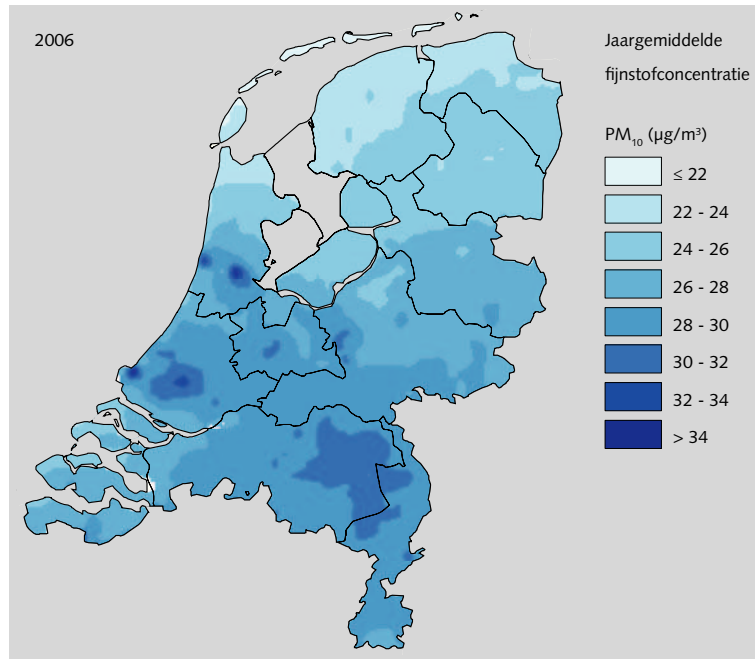 2006
Jaargemiddelde
fijnstofconcentratie
PM₁₀ (µg/m³)
≤ 22
22 - 24
24 - 26
26 - 28
28 - 30
30 - 32
32 - 34
> 34